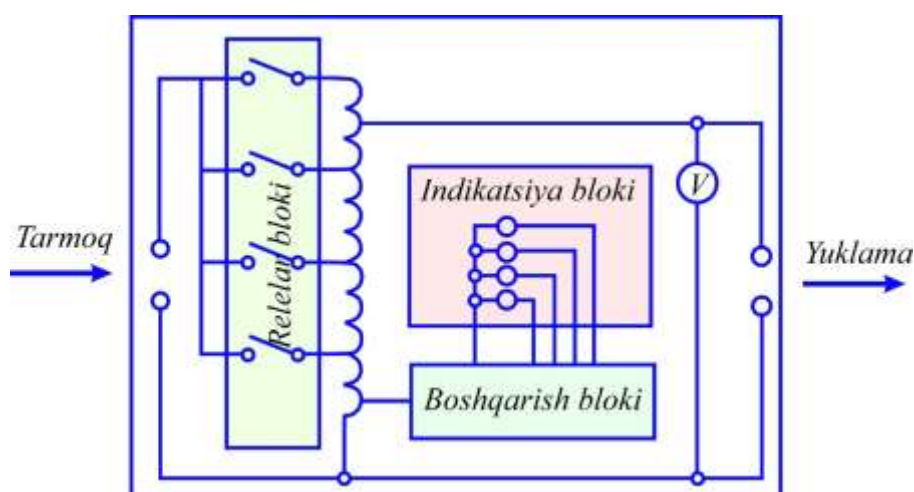 Tarmoq
Relelar bloki
Indikatsiya bloki
V
Boshqarish bloki
Yuklama